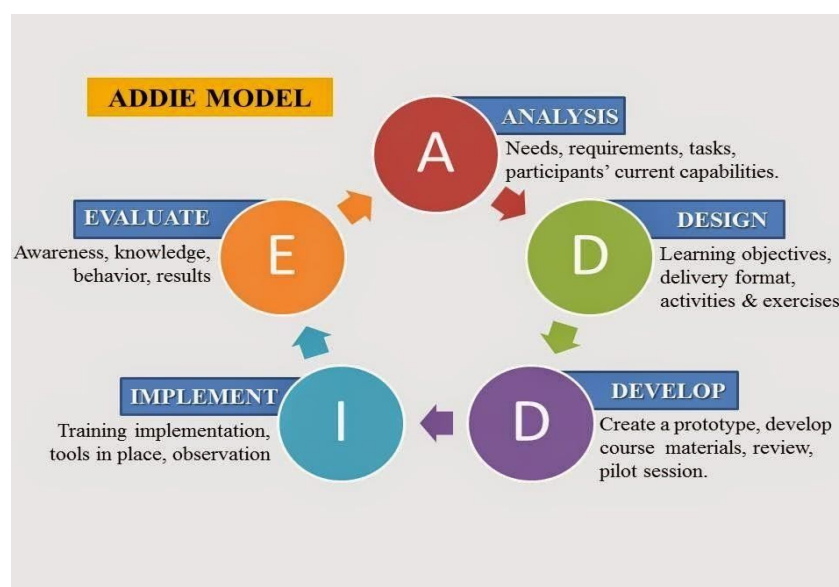 ADDIE MODEL
A
ANALYSIS
Needs, requirements, tasks,
participants' current capabilities.
D
DESIGN
Learning objectives,
delivery format,
activities & exercises
D
DEVELOP
Create a prototype, develop
course materials, review,
pilot session.
I
IMPLEMENT
Training implementation,
tools in place, observation
E
EVALUATE
Awareness, knowledge,
behavior, results